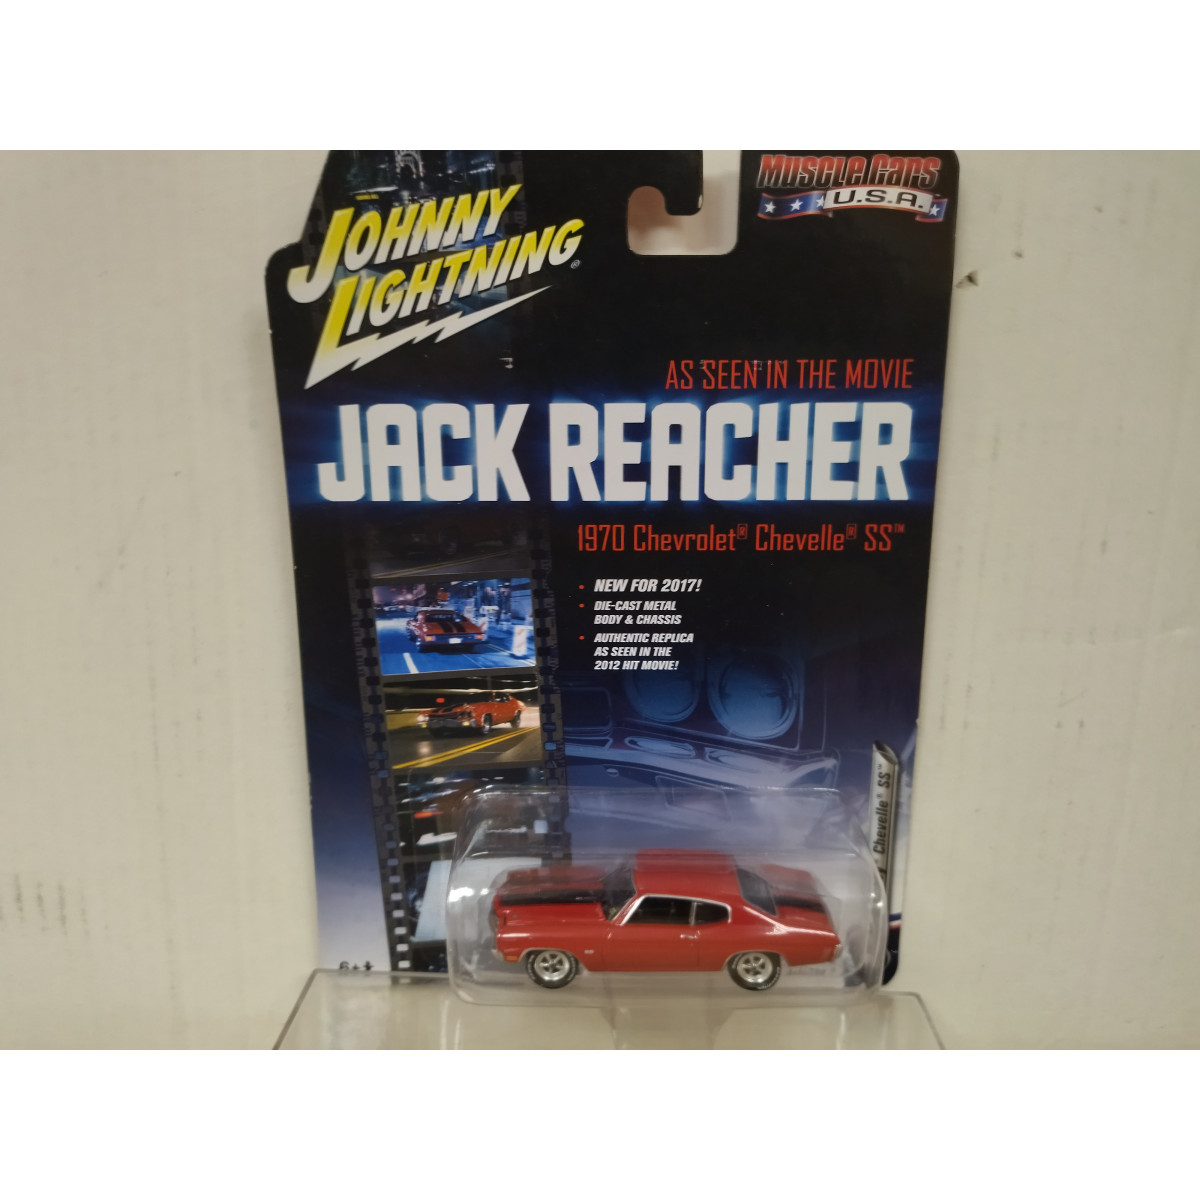 JOHNNY
LIGHTNING®
MUSCLE CARS
U.S.A.
AS SEEN IN THE MOVIE
JACK REACHER
1970 Chevrolet® Chevelle® SS™
• NEW FOR 2017!
• DIE-CAST METAL
BODY & CHASSIS
• AUTHENTIC REPLICA
AS SEEN IN THE
2012 HIT MOVIE!
Chevelle® SS™
6+